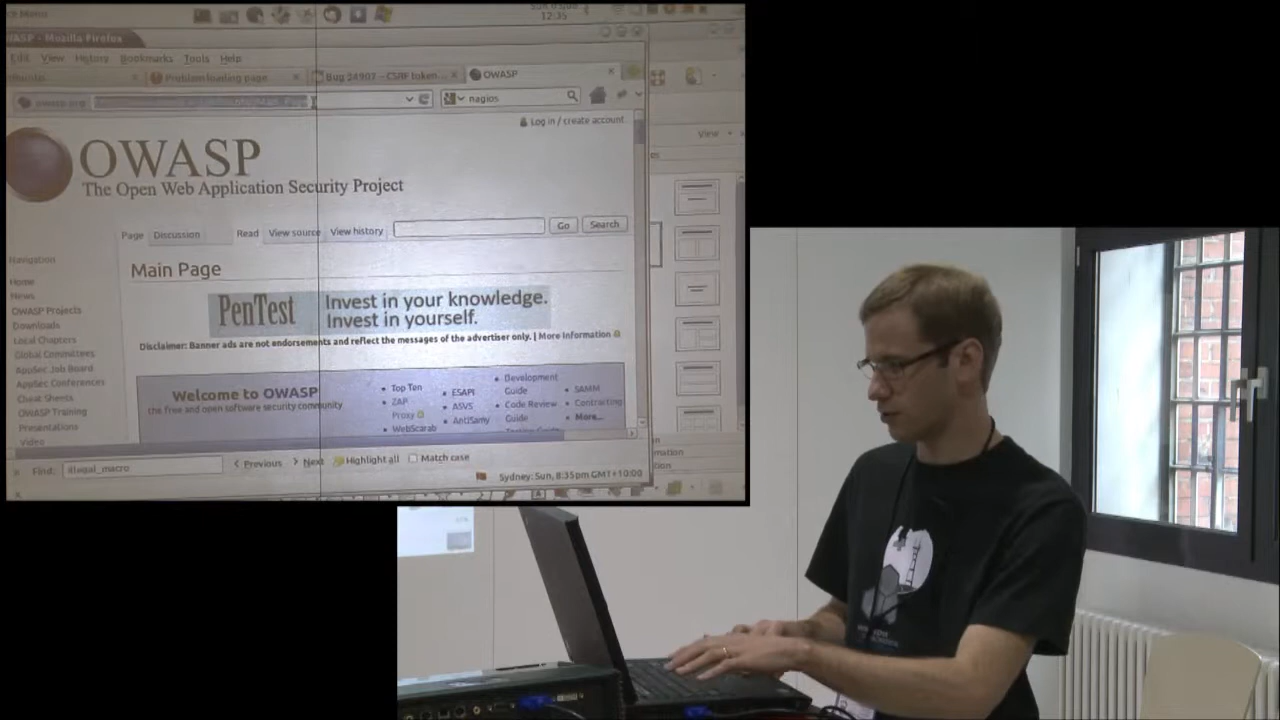 12:35
Mozilla Firefox
Edit View History Bookmarks Tools Help
Problem loading page
Bug 24907 - CSRF token...
OWASP
owasp.org
nagios
Log in / create account
View
OWASP
The Open Web Application Security Project
Page Discussion Read View source View history Go Search
Navigation
Main Page
Home
News
OWASP Projects
Downloads
Local Chapters
Global Committees
AppSec Job Board
AppSec Conferences
Cheat Sheets
OWASP Training
Presentations
Video
PenTest
Invest in your knowledge.
Invest in yourself.
Disclaimer: Banner ads are not endorsements and reflect the messages of the advertiser only. | More Information
Welcome to OWASP
the free and open software security community
Top Ten
ZAP
Proxy
WebScarab
ESAPI
ASVS
AntiSamy
Development
Guide
Code Review
Guide
Testing Guide
SAMM
Contracting
More...
Find: illegal_macro Previous Next Highlight all Match case
Sydney: Sun, 8:35pm GMT+10:00